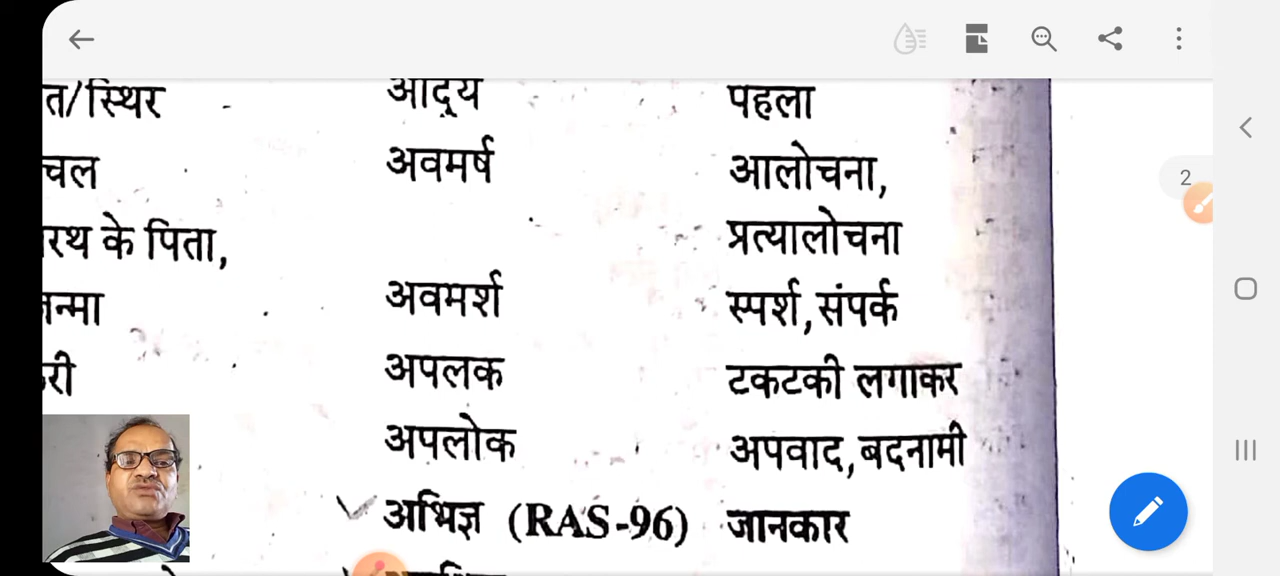 2
त/स्थिर - आद्य पहला
चल अवमर्ष आलोचना,
रथ के पिता, प्रत्यालोचना
न्मा अवमर्श स्पर्श, संपर्क
री अपलक टकटकी लगाकर
अपलोक अपवाद, बदनामी
अभिज्ञ (RAS-96) जानकार